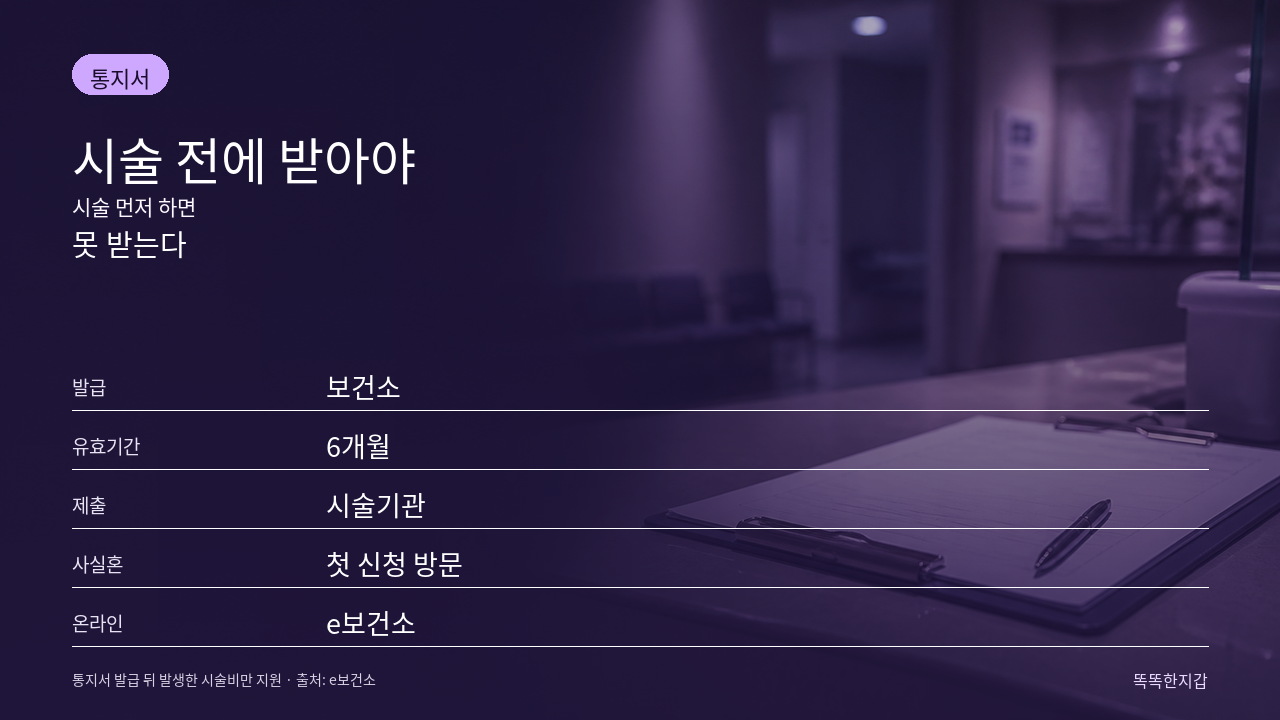 통지서
시술 전에 받아야
시술 먼저 하면
못 받는다
발급 보건소
유효기간 6개월
제출 시술기관
사실혼 첫 신청 방문
온라인 e보건소
통지서 발급 뒤 발생한 시술비만 지원 · 출처: e보건소
똑똑한지갑